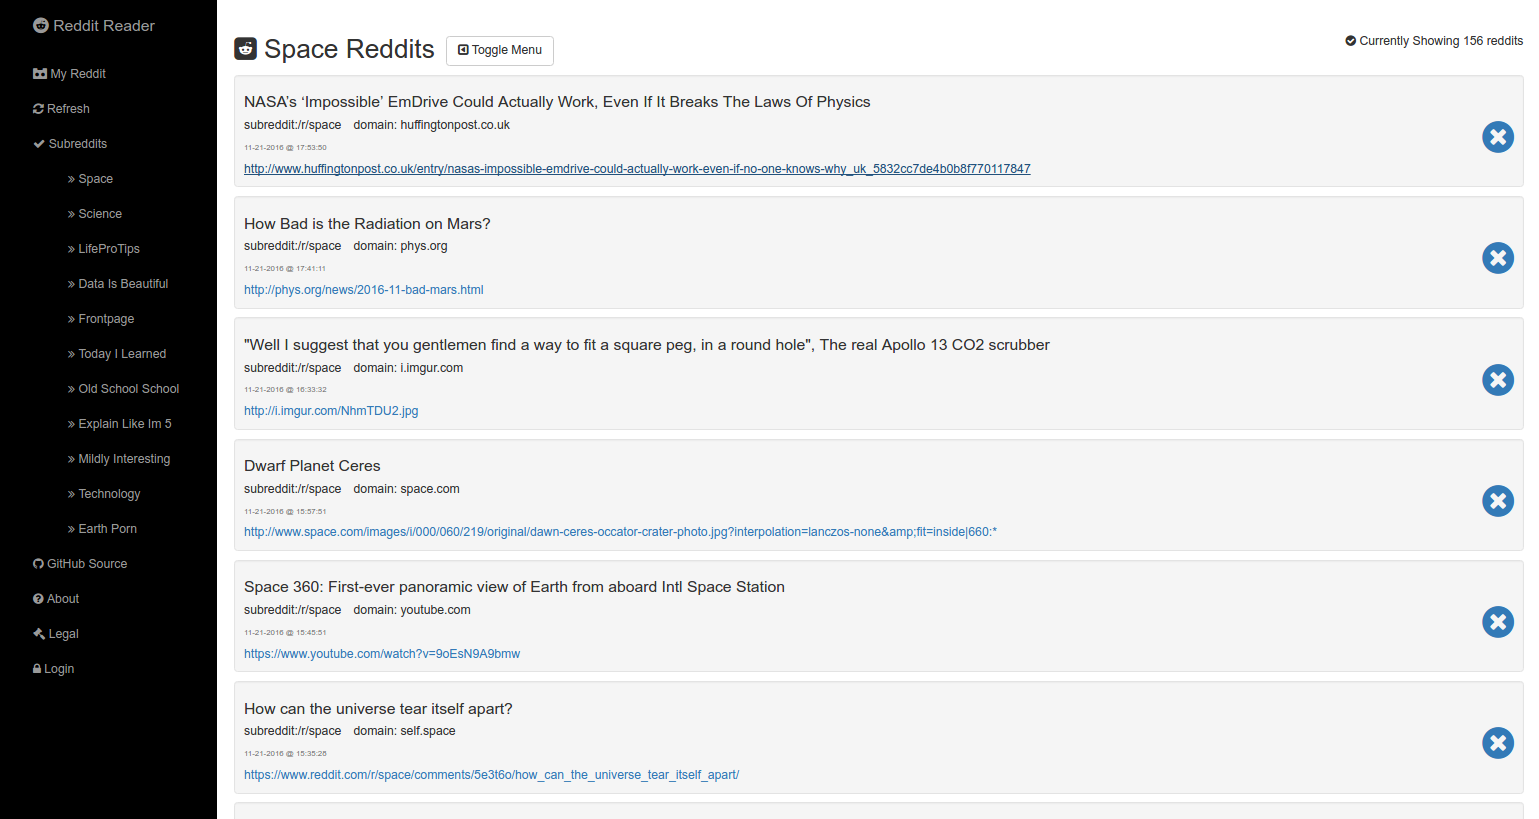 Reddit Reader
My Reddit
Refresh
Subreddits
» Space
» Science
» LifeProTips
» Data Is Beautiful
» Frontpage
» Today I Learned
» Old School School
» Explain Like Im 5
» Mildly Interesting
» Technology
» Earth Porn
GitHub Source
About
Legal
Login
Space Reddits
Toggle Menu
Currently Showing 156 reddits
NASA's ‘Impossible’ EmDrive Could Actually Work, Even If It Breaks The Laws Of Physics
subreddit:/r/space domain: huffingtonpost.co.uk
11-21-2016 @ 17:53:50
http://www.huffingtonpost.co.uk/entry/nasas-impossible-emdrive-could-actually-work-even-if-no-one-knows-why_uk_5832cc7de4b0b8f770117847
How Bad is the Radiation on Mars?
subreddit:/r/space domain: phys.org
11-21-2016 @ 17:41:11
http://phys.org/news/2016-11-bad-mars.html
"Well I suggest that you gentlemen find a way to fit a square peg, in a round hole", The real Apollo 13 CO2 scrubber
subreddit:/r/space domain: i.imgur.com
11-21-2016 @ 16:33:32
http://i.imgur.com/NhmTDU2.jpg
Dwarf Planet Ceres
subreddit:/r/space domain: space.com
11-21-2016 @ 15:57:51
http://www.space.com/images/i/000/060/219/original/dawn-ceres-occator-crater-photo.jpg?interpolation=lanczos-none&amp;fit=inside|660:*
Space 360: First-ever panoramic view of Earth from aboard Intl Space Station
subreddit:/r/space domain: youtube.com
11-21-2016 @ 15:45:51
https://www.youtube.com/watch?v=9oEsN9A9bmw
How can the universe tear itself apart?
subreddit:/r/space domain: self.space
11-21-2016 @ 15:35:28
https://www.reddit.com/r/space/comments/5e3t6o/how_can_the_universe_tear_itself_apart/